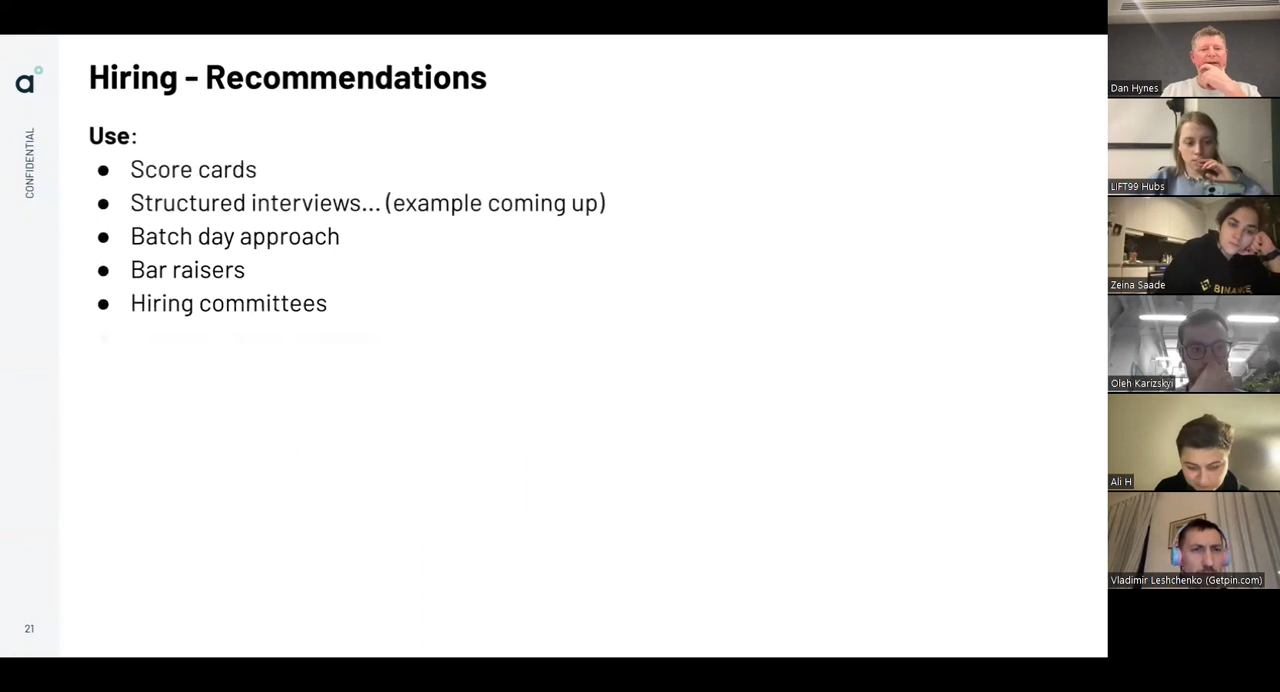 a
CONFIDENTIAL
Hiring - Recommendations
Use:
● Score cards
● Structured interviews... (example coming up)
● Batch day approach
● Bar raisers
● Hiring committees
21
Dan Hynes
LIFT99 Hubs
Zeina Saade
BINANCE
Oleh Karizskyi
Ali H
Vladimir Leshchenko (Getpin.com)